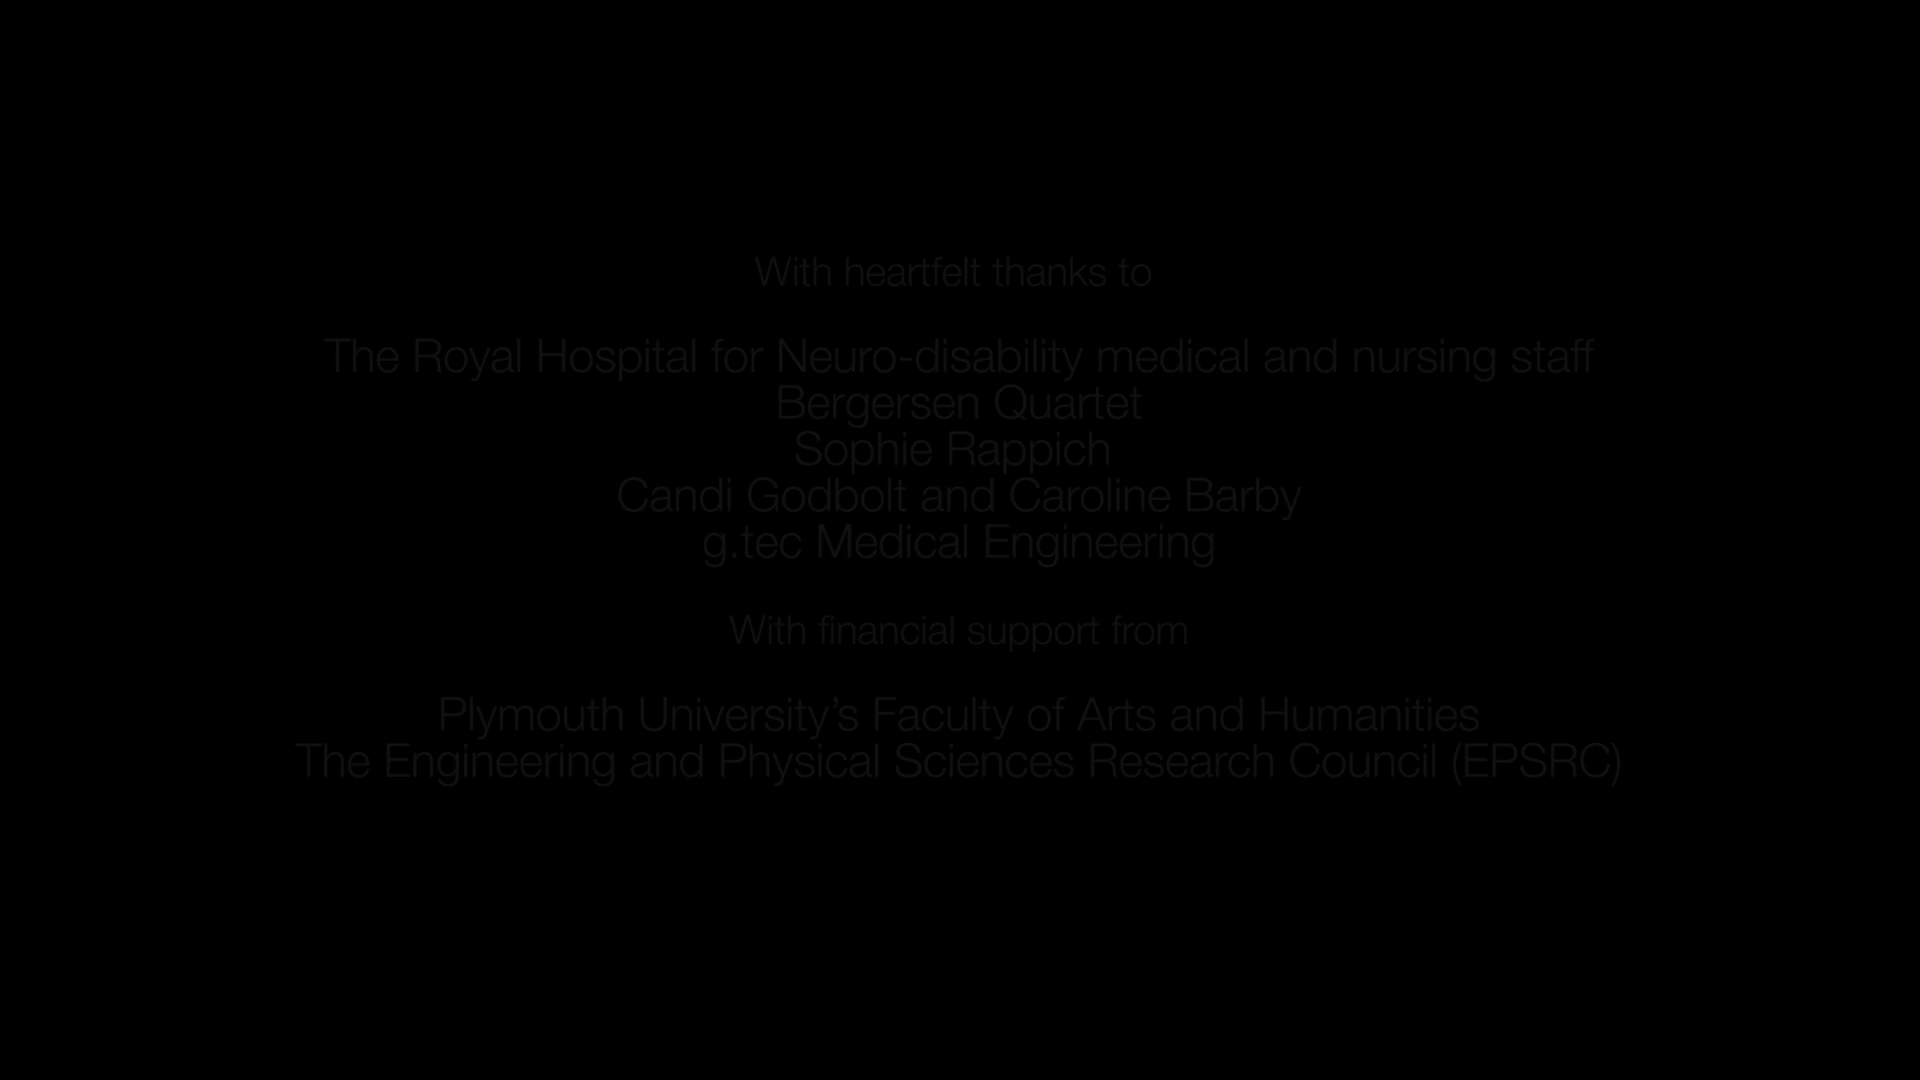 With heartfelt thanks to
The Royal Hospital for Neuro-disability medical and nursing staff
Bergersen Quartet
Sophie Rappich
Candi Godbolt and Caroline Barby
g.tec Medical Engineering
With financial support from
Plymouth University’s Faculty of Arts and Humanities
The Engineering and Physical Sciences Research Council (EPSRC)